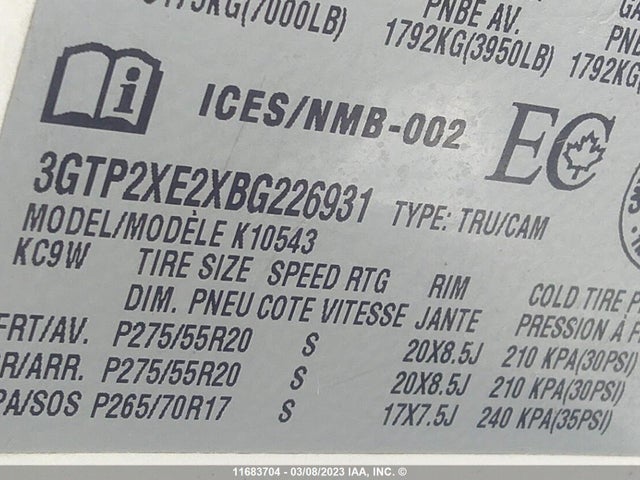 KG(7000LB)
PNBE AV.
1792KG(3950LB)
1792KG
ICES/NMB-002
EC
3GTP2XE2XBG226931 TYPE: TRU/CAM
MODEL/MODÈLE K10543
KC9W TIRE SIZE SPEED RTG RIM COLD TIRE P
DIM. PNEU COTE VITESSE JANTE PRESSION À F
FRT/AV. P275/55R20 S 20X8.5J 210 KPA(30PSI)
R/ARR. P275/55R20 S 20X8.5J 210 KPA(30PSI)
PA/SOS P265/70R17 S 17X7.5J 240 KPA(35PSI)
11683704 - 03/08/2023 IAA, INC. ©